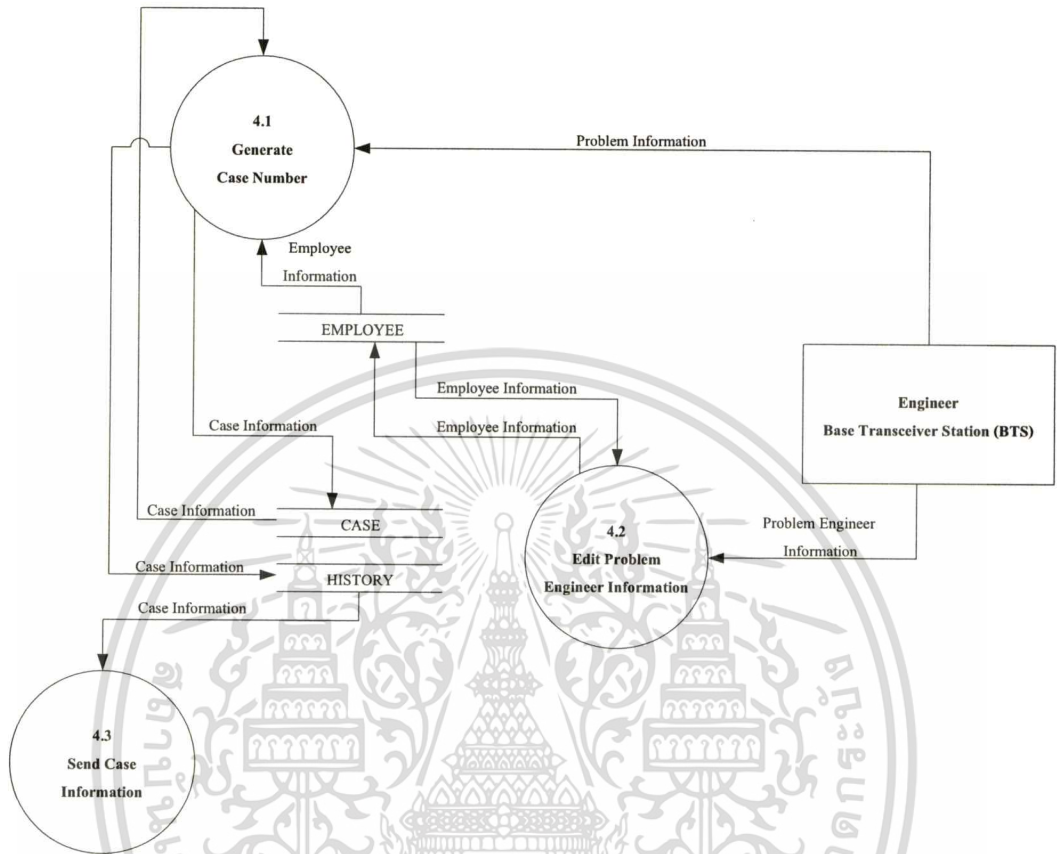 4.1
Generate
Case Number
Problem Information
Employee
Information
EMPLOYEE
Engineer
Base Transceiver Station (BTS)
Employee Information
Employee Information
Case Information
Case Information
CASE
4.2
Edit Problem
Engineer Information
Problem Engineer
Information
Case Information
HISTORY
Case Information
4.3
Send Case
Information